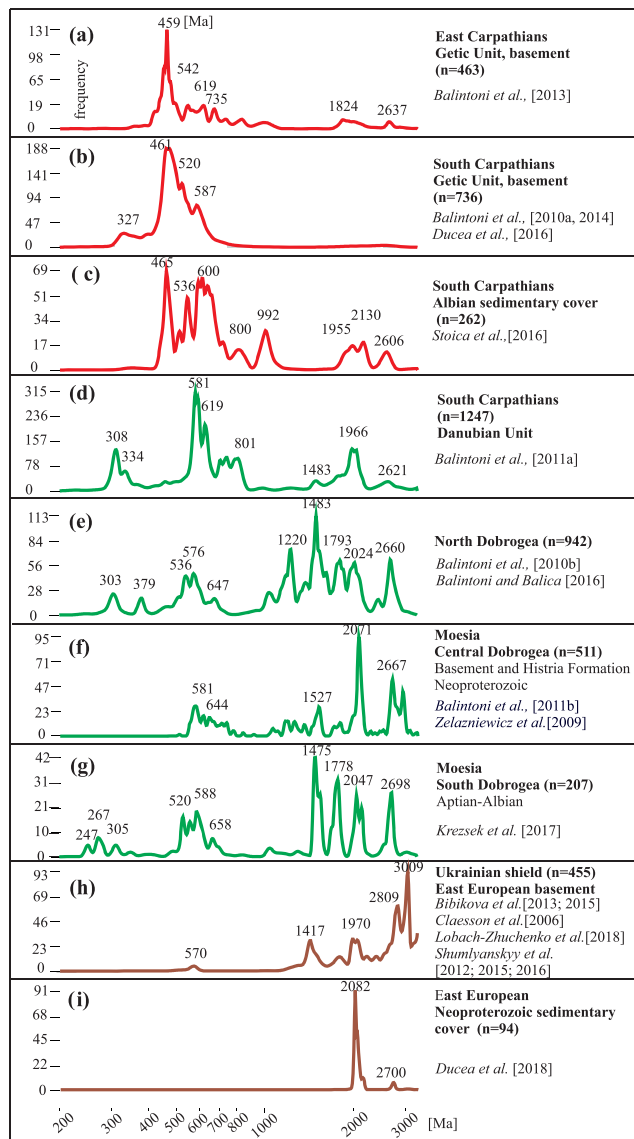 (a)
459 [Ma]
131
98
65
19
0
frequency
542
619
735
1824
2637
East Carpathians
Getic Unit, basement
(n=463)
Balintoni et al., [2013]
(b)
188
141
94
47
0
461
520
587
327
South Carpathians
Getic Unit, basement
(n=736)
Balintoni et al., [2010a, 2014]
Ducea et al., [2016]
( c)
69
51
34
17
0
465
536
600
800
992
1955
2130
2606
South Carpathians
Albian sedimentary cover
(n=262)
Stoica et al.,[2016]
(d)
315
236
157
78
0
308
334
581
619
801
1483
1966
2621
South Carpathians
(n=1247)
Danubian Unit
Balintoni et al., [2011a]
(e)
113
84
56
28
0
303
379
536
576
647
1220
1483
1793
2024
2660
North Dobrogea (n=942)
Balintoni et al., [2010b]
Balintoni and Balica [2016]
(f)
95
71
47
23
0
581
644
1527
2071
2667
Moesia
Central Dobrogea (n=511)
Basement and Histria Formation
Neoproterozoic
Balintoni et al., [2011b]
Zelazniewicz et al.[2009]
(g)
42
31
21
10
0
247
267
305
520
588
658
1475
1778
2047
2698
Moesia
South Dobrogea (n=207)
Aptian-Albian
Krezsek et al. [2017]
(h)
93
69
46
23
0
570
1417
1970
2809
3009
Ukrainian shield (n=455)
East European basement
Bibikova et al.[2013; 2015]
Claesson et al.[2006]
Lobach-Zhuchenko et al.[2018]
Shumlyanskyy et al.
[2012; 2015; 2016]
(i)
91
68
45
22
0
2082
2700
East European
Neoproterozoic sedimentary
cover (n=94)
Ducea et al. [2018]
200 300 400 500 600 700 800 1000 2000 3000 [Ma]